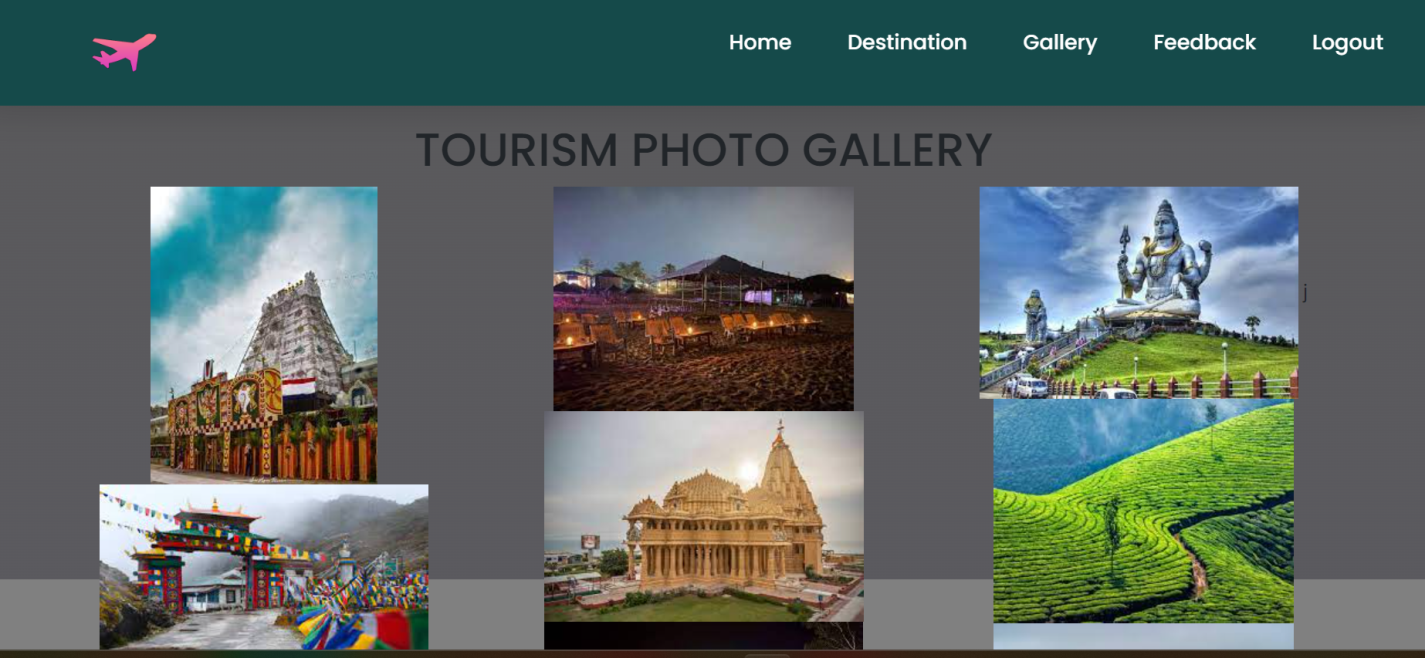 Home Destination Gallery Feedback Logout
TOURISM PHOTO GALLERY
j